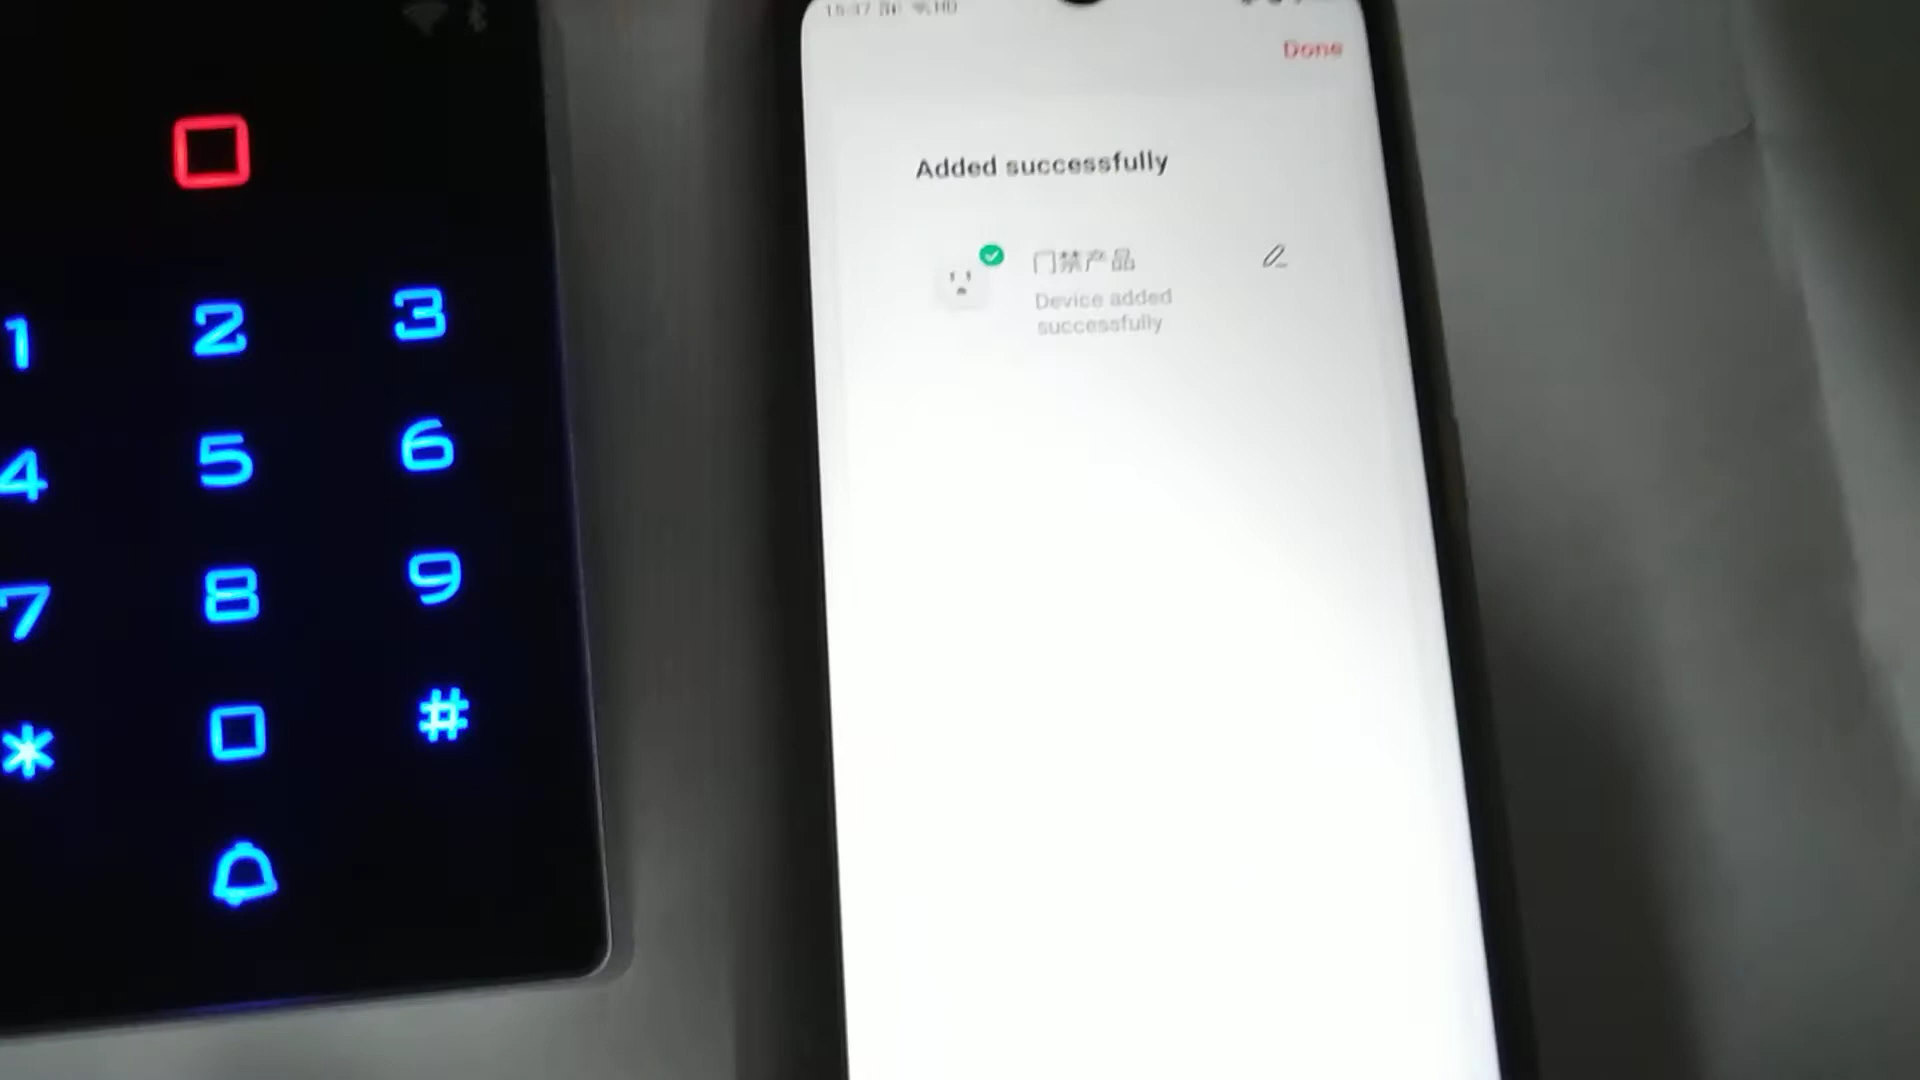 1 2 3
4 5 6
7 8 9
* 0 #
Done
Added successfully
门禁产品
Device added
successfully